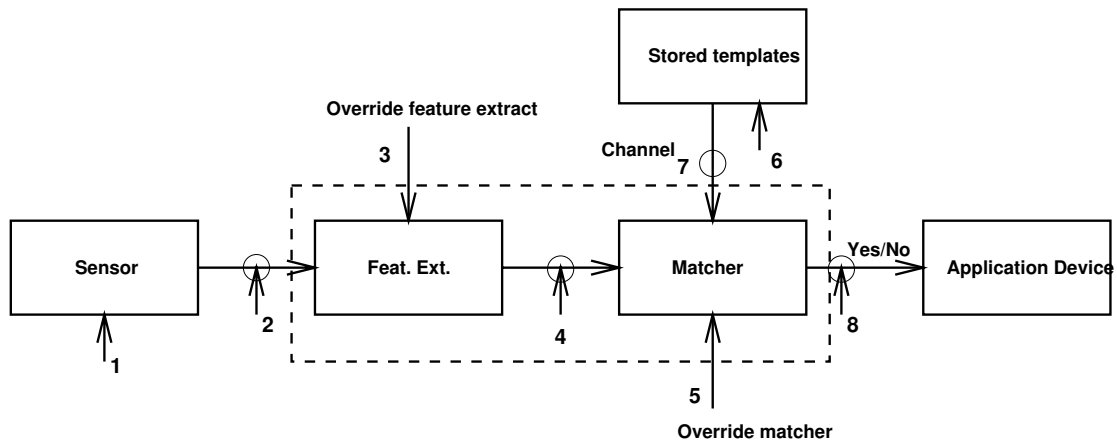 Stored templates
Override feature extract
3
Channel
7
6
Sensor
Feat. Ext.
Matcher
Yes/No
Application Device
1
2
4
5
8
Override matcher